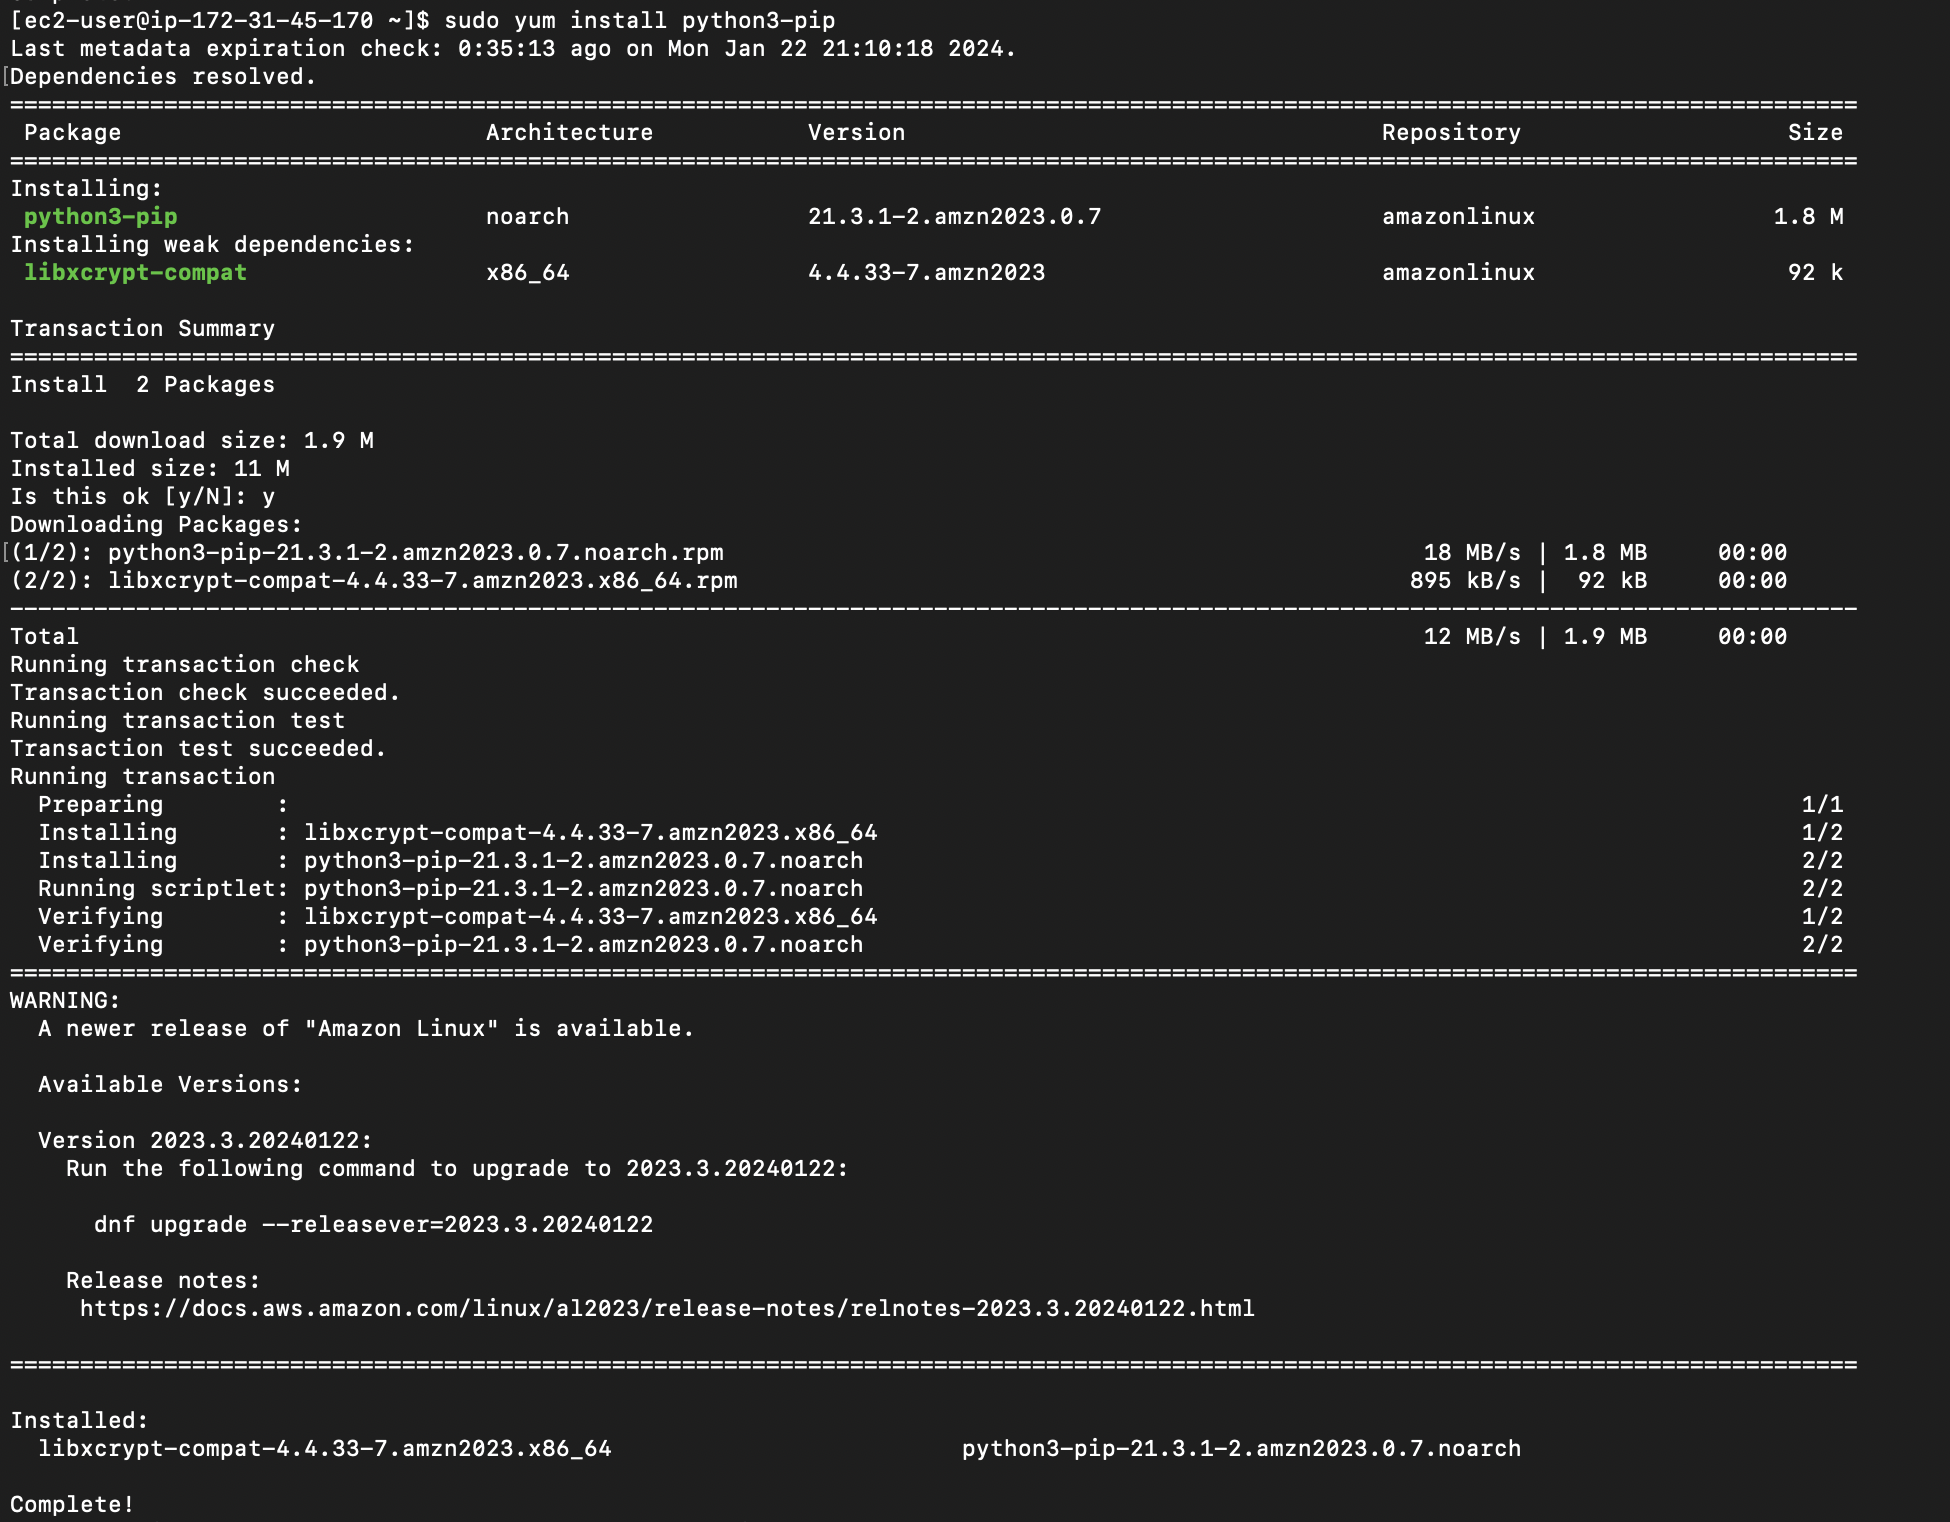 [ec2-user@ip-172-31-45-170 ~]$ sudo yum install python3-pip
Last metadata expiration check: 0:35:13 ago on Mon Jan 22 21:10:18 2024.
Dependencies resolved.
====================================================================================================================================
 Package                          Architecture           Version                                  Repository                   Size
====================================================================================================================================
Installing:
 python3-pip                      noarch                 21.3.1-2.amzn2023.0.7                    amazonlinux                 1.8 M
Installing weak dependencies:
 libxcrypt-compat                 x86_64                 4.4.33-7.amzn2023                        amazonlinux                  92 k
Transaction Summary
====================================================================================================================================
Install  2 Packages
Total download size: 1.9 M
Installed size: 11 M
Is this ok [y/N]: y
Downloading Packages:
(1/2): python3-pip-21.3.1-2.amzn2023.0.7.noarch.rpm                                                  18 MB/s | 1.8 MB     00:00
(2/2): libxcrypt-compat-4.4.33-7.amzn2023.x86_64.rpm                                                895 kB/s |  92 kB     00:00
------------------------------------------------------------------------------------------------------------------------------------
Total                                                                                                12 MB/s | 1.9 MB     00:00
Running transaction check
Transaction check succeeded.
Running transaction test
Transaction test succeeded.
Running transaction
  Preparing        :                                                                                                            1/1
  Installing       : libxcrypt-compat-4.4.33-7.amzn2023.x86_64                                                                  1/2
  Installing       : python3-pip-21.3.1-2.amzn2023.0.7.noarch                                                                   2/2
  Running scriptlet: python3-pip-21.3.1-2.amzn2023.0.7.noarch                                                                   2/2
  Verifying        : libxcrypt-compat-4.4.33-7.amzn2023.x86_64                                                                  1/2
  Verifying        : python3-pip-21.3.1-2.amzn2023.0.7.noarch                                                                   2/2
====================================================================================================================================
WARNING:
  A newer release of "Amazon Linux" is available.
  Available Versions:
  Version 2023.3.20240122:
    Run the following command to upgrade to 2023.3.20240122:
      dnf upgrade --releasever=2023.3.20240122
    Release notes:
     https://docs.aws.amazon.com/linux/al2023/release-notes/relnotes-2023.3.20240122.html
====================================================================================================================================
Installed:
  libxcrypt-compat-4.4.33-7.amzn2023.x86_64                         python3-pip-21.3.1-2.amzn2023.0.7.noarch
Complete!